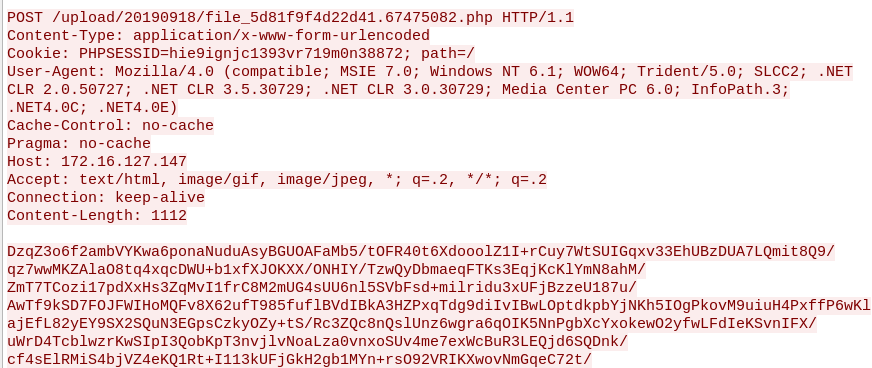 POST /upload/20190918/file_5d81f9f4d22d41.67475082.php HTTP/1.1
Content-Type: application/x-www-form-urlencoded
Cookie: PHPSESSID=hie9ignjc1393vr719m0n38872; path=/
User-Agent: Mozilla/4.0 (compatible; MSIE 7.0; Windows NT 6.1; WOW64; Trident/5.0; SLCC2; .NET
CLR 2.0.50727; .NET CLR 3.5.30729; .NET CLR 3.0.30729; Media Center PC 6.0; InfoPath.3;
.NET4.0C; .NET4.0E)
Cache-Control: no-cache
Pragma: no-cache
Host: 172.16.127.147
Accept: text/html, image/gif, image/jpeg, *; q=.2, */*; q=.2
Connection: keep-alive
Content-Length: 1112
DzqZ3o6f2ambVYKwa6ponaNuduAsyBGUOAFaMb5/tOFR40t6XdooolZ1I+rCuy7WtSUIGqxv33EhUBzDUA7LQmit8Q9/
qz7wwMKZAlaO8tq4xqcDWU+b1xfXJOKXX/ONHIY/TzwQyDbmaeqFTKs3EqjKcKlYmN8ahM/
ZmT7TCozi17pdXxHs3ZqMvI1frC8M2mUG4sUU6nl5SVbFsd+milridu3xUFjBzzeU187u/
AwTf9kSD7FOJFWIHoMQFv8X62ufT985fuflBVdIBkA3HZPxqTdg9diIvIBwLOptdkpbYjNKh5IOgPkovM9uiuH4PxffP6wKl
ajEfL82yEY9SX2SQuN3EGpsCzkyOZy+tS/Rc3ZQc8nQslUnz6wgra6qOIK5NnPgbXcYxokewO2yfwLFdIeKSvnIFX/
uWrD4TcblwzrKwSIpI3QobKpT3nvjlvNoaLza0vnxoSUv4me7exWcBuR3LEQjd6SQDnk/
cf4sElRMiS4bjVZ4eKQ1Rt+I113kUFjGkH2gb1MYn+rsO92VRIKXwovNmGqeC72t/